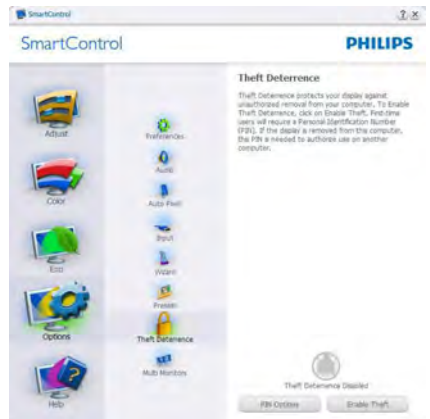 SmartControl
? ×
SmartControl
PHILIPS
Adjust
Color
Eco
Options
Help
Preferences
Audio
Auto Pixel
Input
Wizard
Presets
Theft Deterrence
Multi Monitors
Theft Deterrence
Theft Deterrence protects your display against
unauthorized removal from your computer. To Enable
Theft Deterrence, click on Enable Theft. First-time
users will require a Personal Identification Number
(PIN). If the display is removed from this computer,
the PIN is needed to authorize use on another
computer.
Theft Deterrence Disabled
PIN Options
Enable Theft